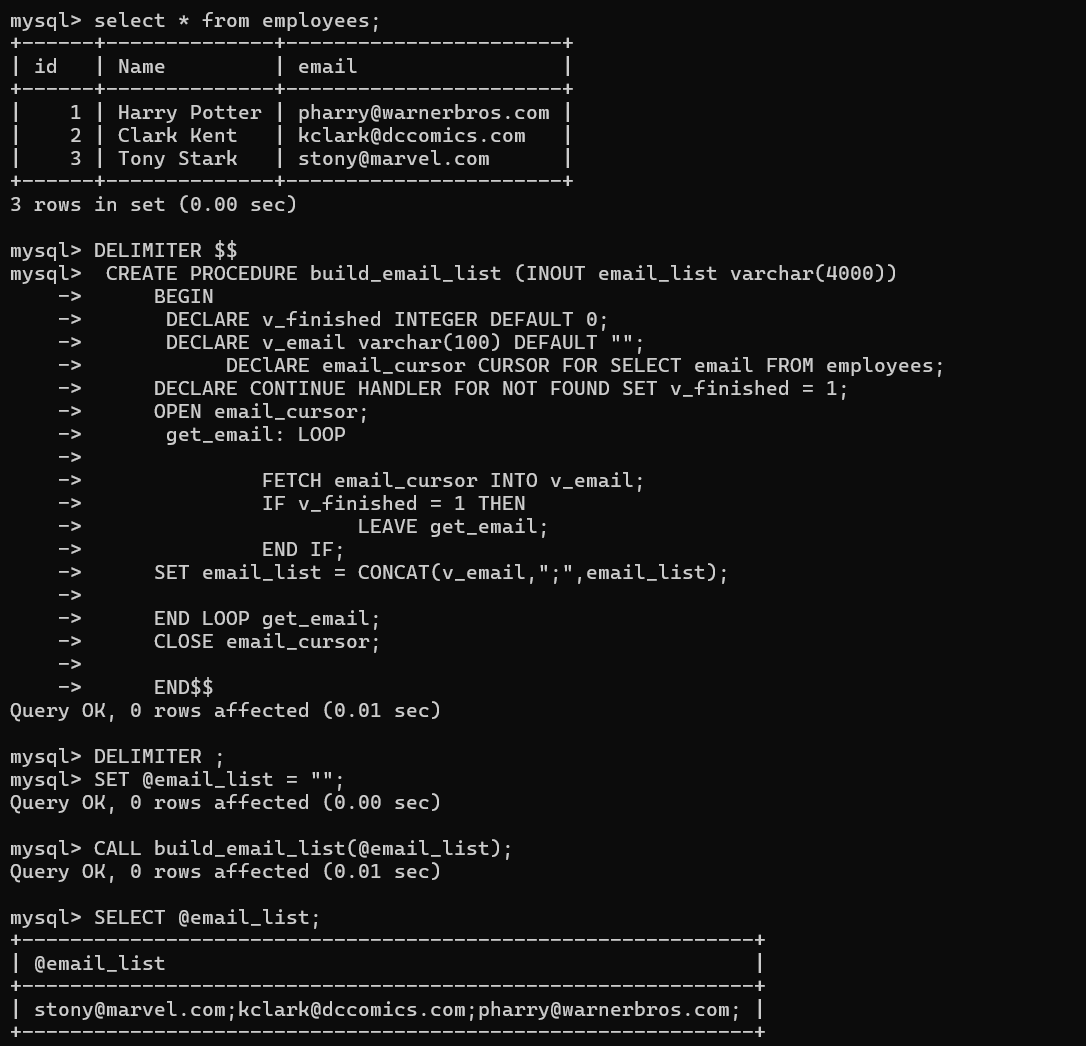 mysql> select * from employees;
+------+--------------+-----------------------+
| id   | Name         | email                 |
+------+--------------+-----------------------+
|    1 | Harry Potter | pharry@warnerbros.com |
|    2 | Clark Kent   | kclark@dccomics.com   |
|    3 | Tony Stark   | stony@marvel.com      |
+------+--------------+-----------------------+
3 rows in set (0.00 sec)

mysql> DELIMITER $$
mysql>  CREATE PROCEDURE build_email_list (INOUT email_list varchar(4000))
    ->      BEGIN
    ->       DECLARE v_finished INTEGER DEFAULT 0;
    ->       DECLARE v_email varchar(100) DEFAULT "";
    ->            DEClARE email_cursor CURSOR FOR SELECT email FROM employees;
    ->      DECLARE CONTINUE HANDLER FOR NOT FOUND SET v_finished = 1;
    ->      OPEN email_cursor;
    ->       get_email: LOOP
    ->
    ->               FETCH email_cursor INTO v_email;
    ->               IF v_finished = 1 THEN
    ->                       LEAVE get_email;
    ->               END IF;
    ->      SET email_list = CONCAT(v_email,";",email_list);
    ->
    ->      END LOOP get_email;
    ->      CLOSE email_cursor;
    ->
    ->      END$$
Query OK, 0 rows affected (0.01 sec)

mysql> DELIMITER ;
mysql> SET @email_list = "";
Query OK, 0 rows affected (0.00 sec)

mysql> CALL build_email_list(@email_list);
Query OK, 0 rows affected (0.01 sec)

mysql> SELECT @email_list;
+-------------------------------------------------------------+
| @email_list                                                 |
+-------------------------------------------------------------+
| stony@marvel.com;kclark@dccomics.com;pharry@warnerbros.com; |
+-------------------------------------------------------------+